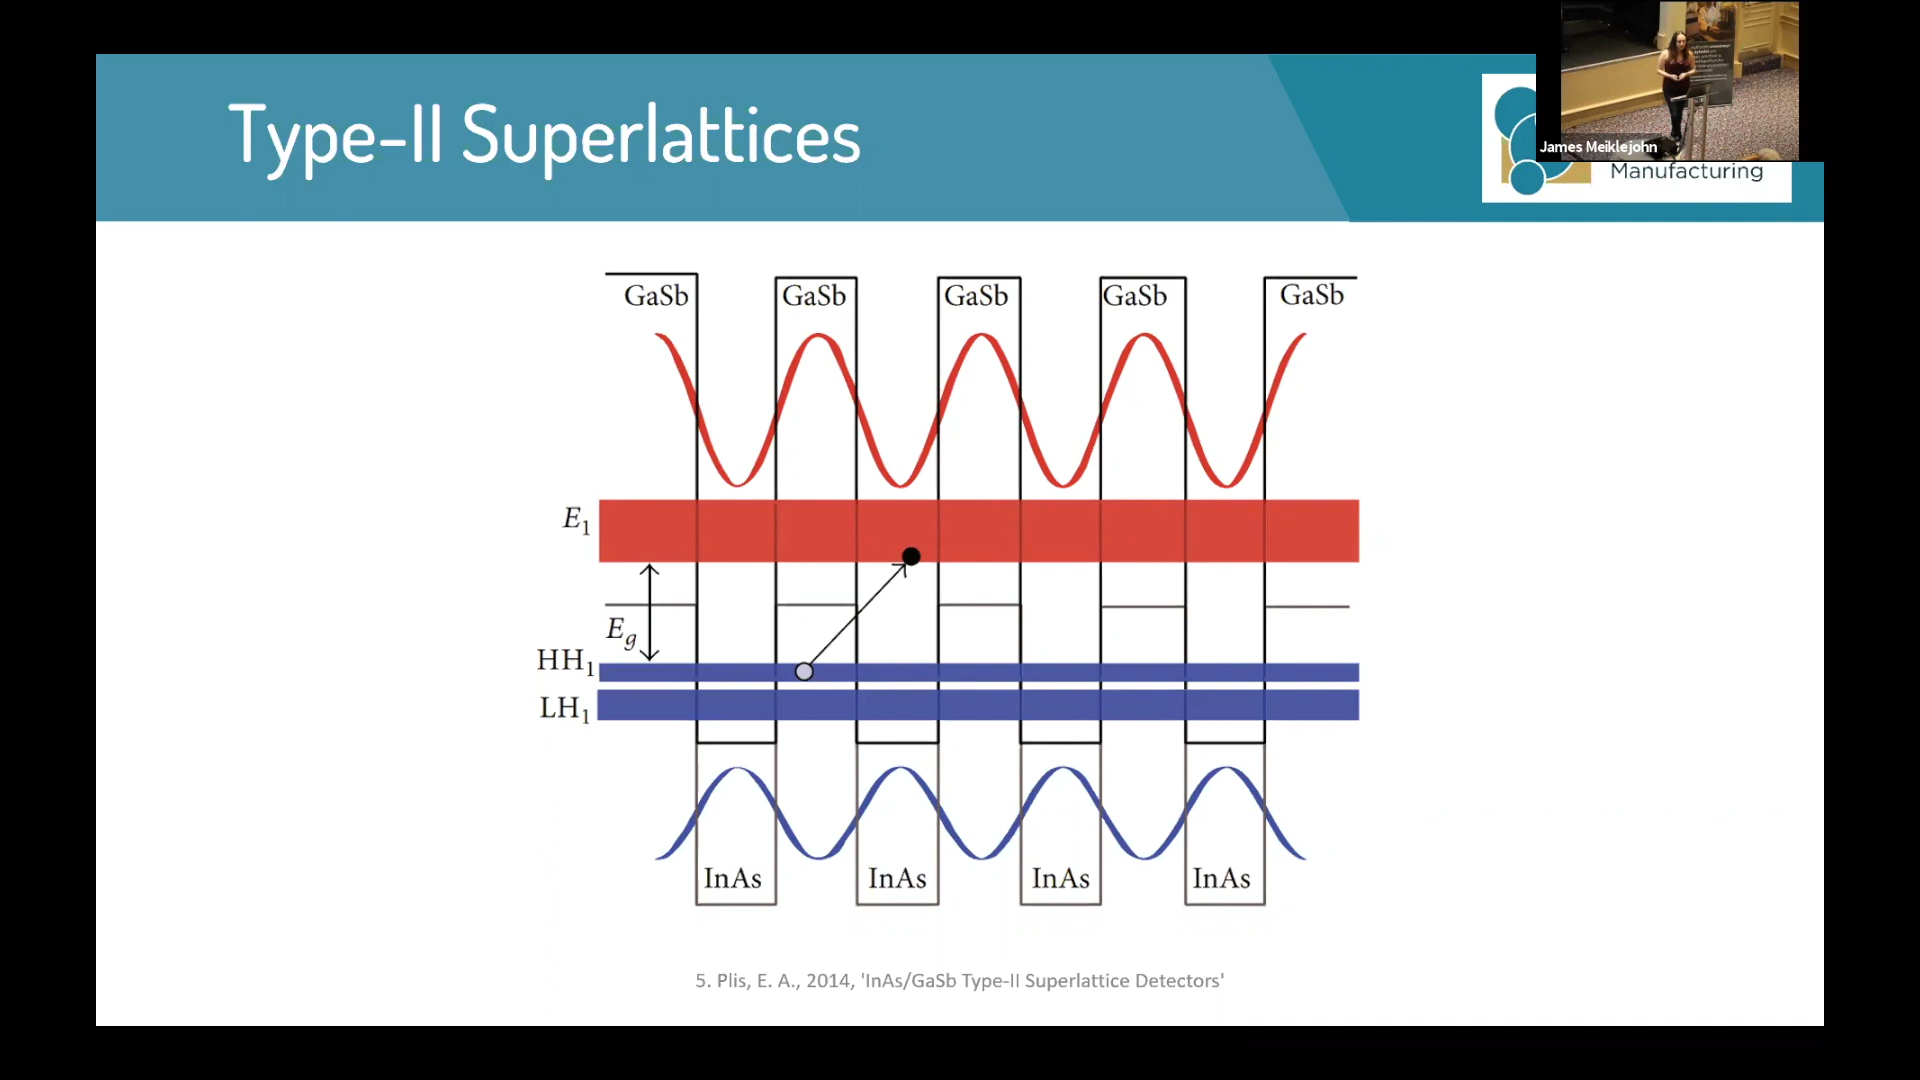 Type-II Superlattices
James Meiklejohn
Manufacturing
GaSb GaSb GaSb GaSb GaSb
E1
Eg
HH1
LH1
InAs InAs InAs InAs
5. Plis, E. A., 2014, 'InAs/GaSb Type-II Superlattice Detectors'